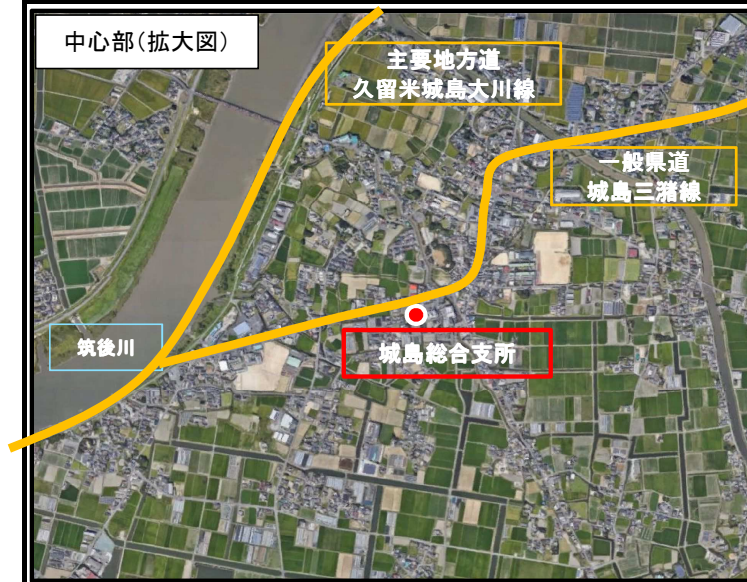 中心部(拡大図)
主要地方道
久留米城島大川線
一般県道
城島三潴線
筑後川
城島総合支所